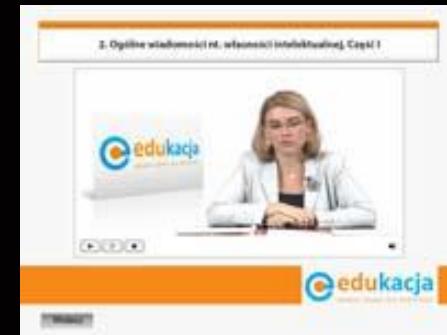 2. Ogólne wiadomości nt. własności intelektualnej. Część I
edukacja
edukacja